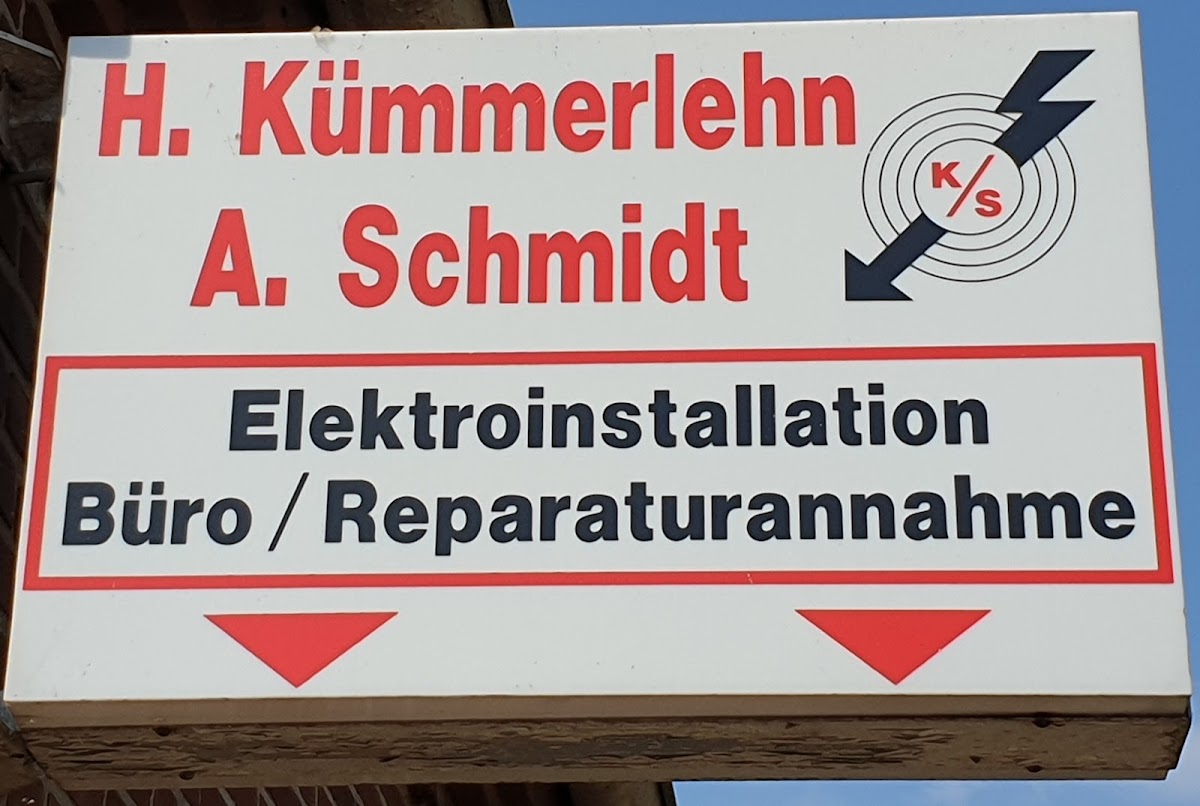 H. Kümmerlehn
A. Schmidt
K/S
Elektroinstallation
Büro / Reparaturannahme